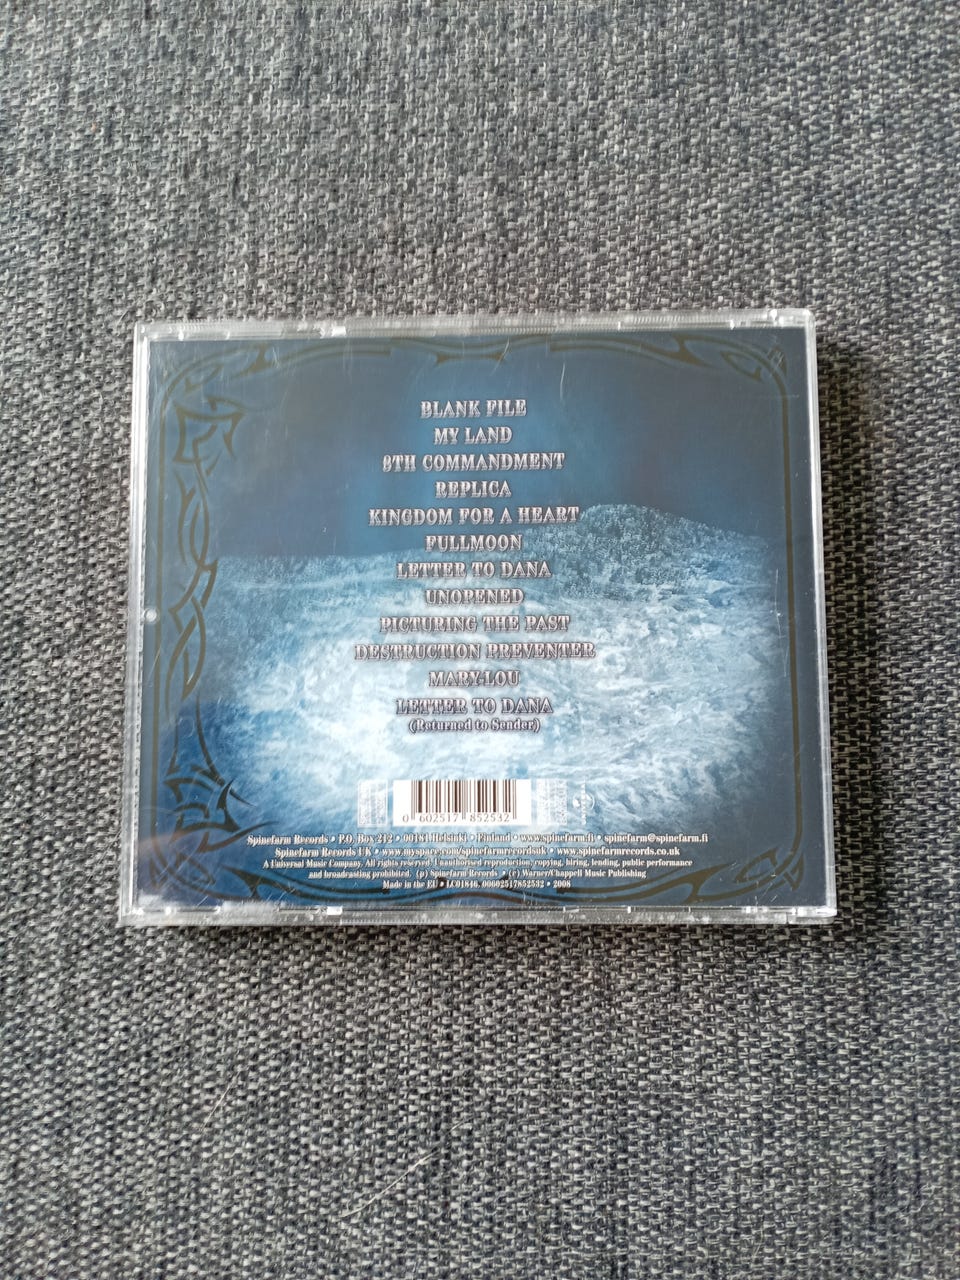 BLANK FILE
MY LAND
8TH COMMANDMENT
REPLICA
KINGDOM FOR A HEART
FULLMOON
LETTER TO DANA
UNOPENED
PICTURING THE PAST
DESTRUCTION PREVENTER
MARY-LOU
LETTER TO DANA
(Returned to Sender)
0 602517 852532
Spinefarm Records • P.O. Box 212 • 00181 Helsinki • Finland • www.spinefarm.fi • spinefarm@spinefarm.fi
Spinefarm Records UK • www.myspace.com/spinefarmrecordsuk • www.spinefarmrecords.co.uk
A Universal Music Company. All rights reserved. Unauthorised reproduction, copying, hiring, lending, public performance
and broadcasting prohibited. (p) Spinefarm Records • (c) Warner/Chappell Music Publishing
Made in the EU • LC01846. 00602517852532 • 2008